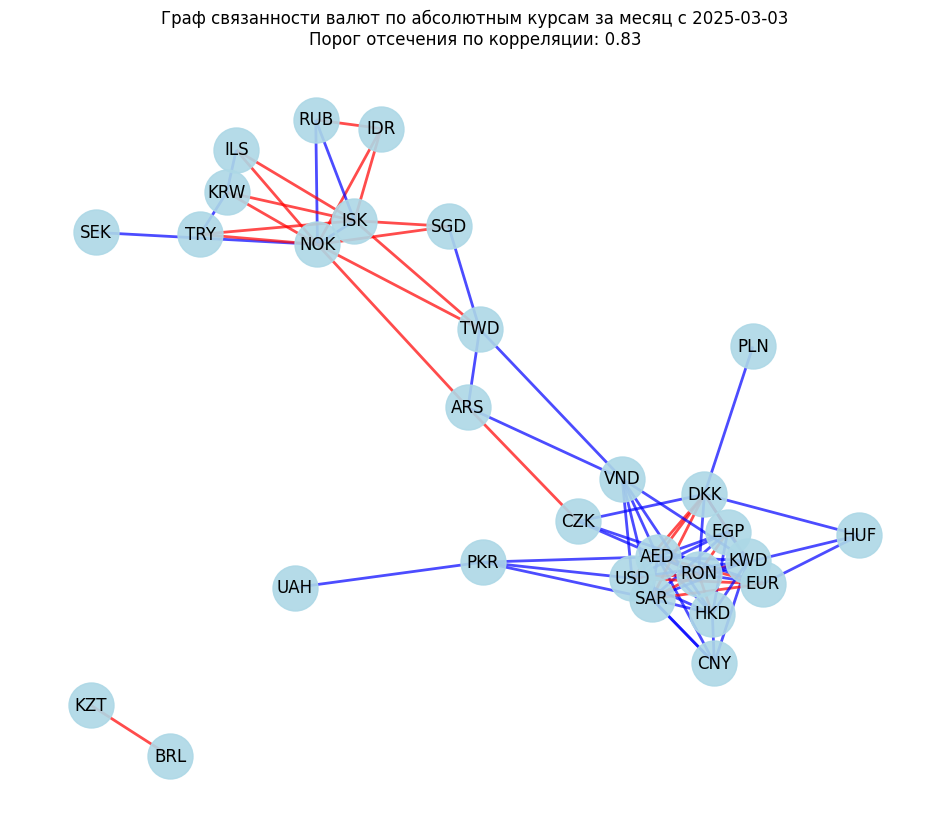 Граф связанности валют по абсолютным курсам за месяц с 2025-03-03
Порог отсечения по корреляции: 0.83
RUB
IDR
ILS
KRW
ISK
SGD
SEK
TRY
NOK
TWD
PLN
ARS
VND
DKK
CZK
EGP
HUF
AED
KWD
PKR
RON
USD
EUR
UAH
SAR
HKD
CNY
KZT
BRL